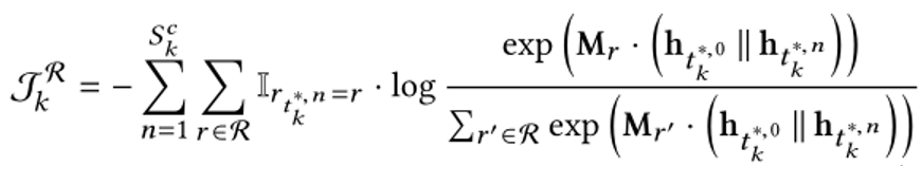 \mathcal{J}_k^{\mathcal{R}} = - \sum_{n=1}^{S_k^c} \sum_{r \in \mathcal{R}} \mathbb{I}_{r_{t_k^{*,n}} = r} \cdot \log \frac{\exp \left( \mathbf{M}_r \cdot \left( \mathbf{h}_{t_k^{*,0}} \parallel \mathbf{h}_{t_k^{*,n}} \right) \right)}{\sum_{r' \in \mathcal{R}} \exp \left( \mathbf{M}_{r'} \cdot \left( \mathbf{h}_{t_k^{*,0}} \parallel \mathbf{h}_{t_k^{*,n}} \right) \right)}